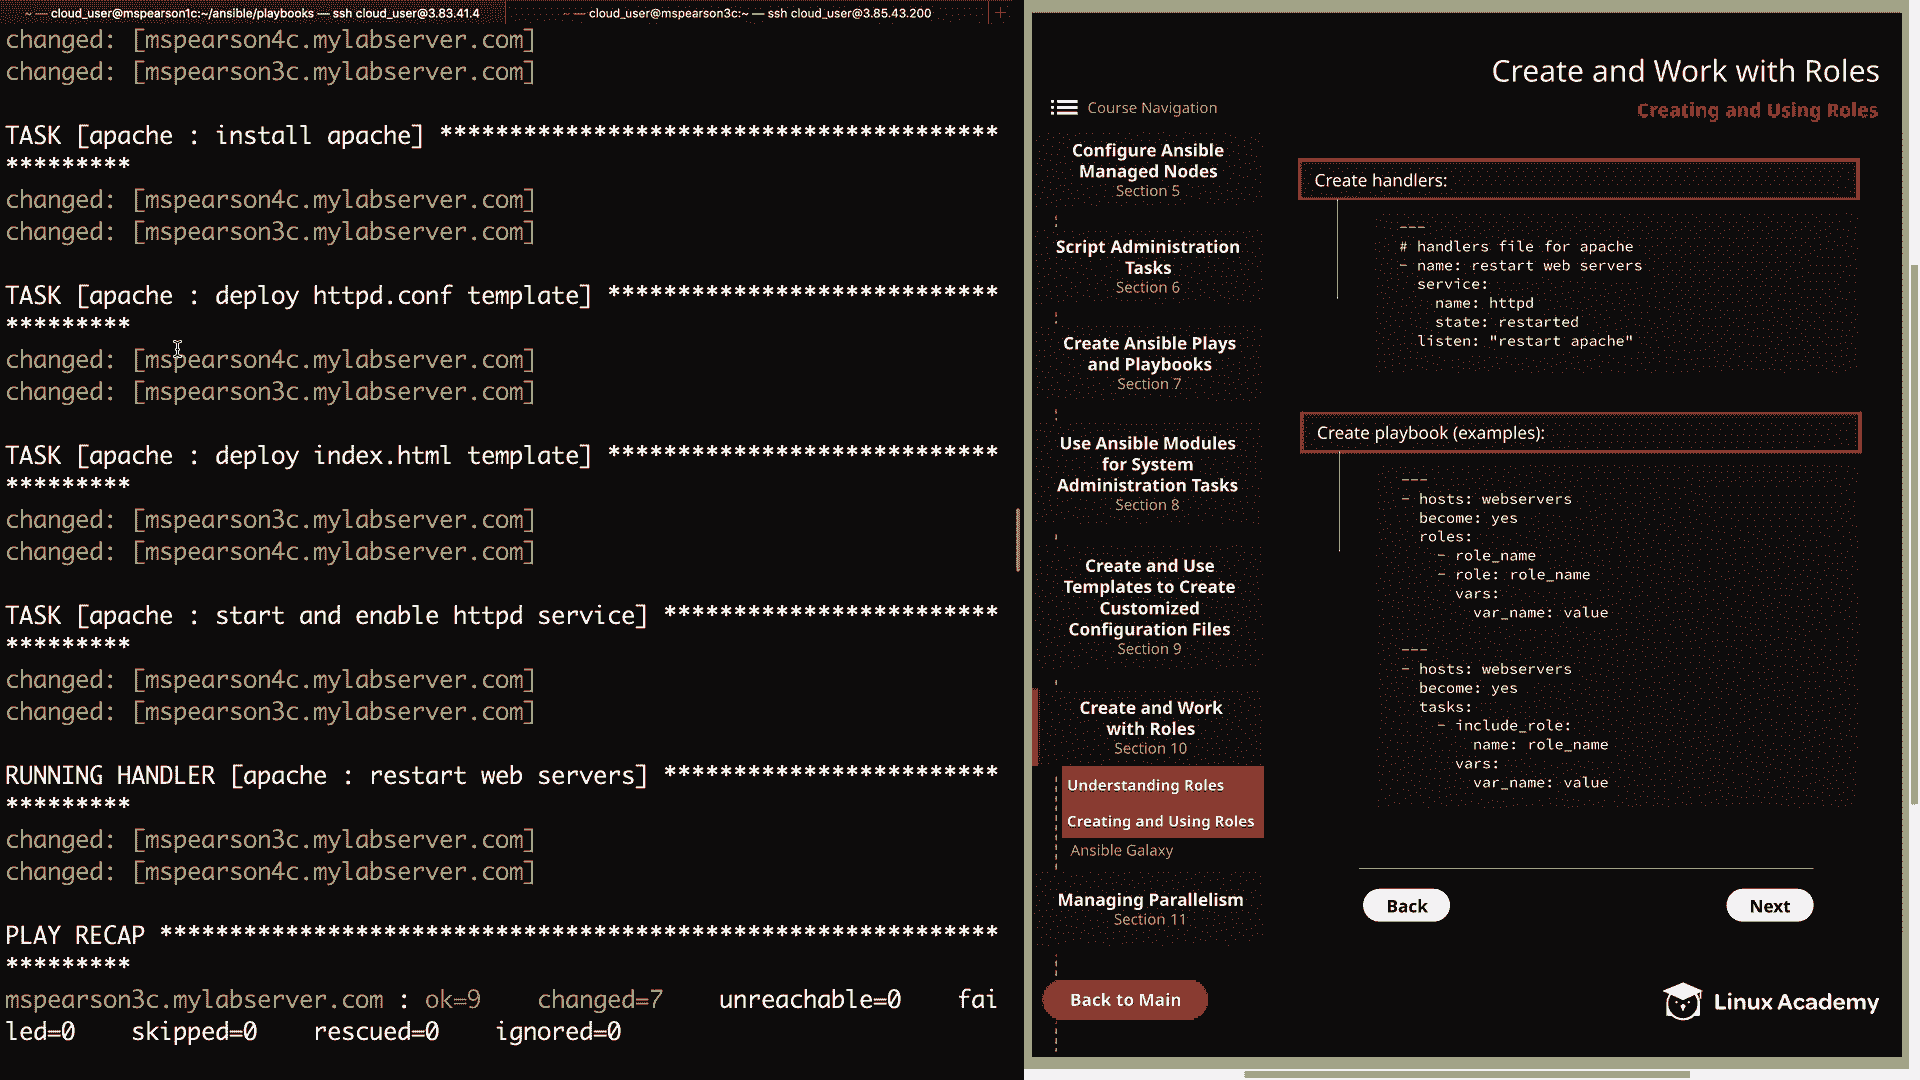 cloud_user@mspearson1c:~/ansible/playbooks — ssh cloud_user@3.83.41.4
cloud_user@mspearson3c:~ — ssh cloud_user@3.85.43.200
changed: [mspearson4c.mylabserver.com]
changed: [mspearson3c.mylabserver.com]
TASK [apache : install apache] ****************************************
*********
changed: [mspearson4c.mylabserver.com]
changed: [mspearson3c.mylabserver.com]
TASK [apache : deploy httpd.conf template] ****************************
*********
changed: [mspearson4c.mylabserver.com]
changed: [mspearson3c.mylabserver.com]
TASK [apache : deploy index.html template] ****************************
*********
changed: [mspearson3c.mylabserver.com]
changed: [mspearson4c.mylabserver.com]
TASK [apache : start and enable httpd service] ************************
*********
changed: [mspearson4c.mylabserver.com]
changed: [mspearson3c.mylabserver.com]
RUNNING HANDLER [apache : restart web servers] ************************
*********
changed: [mspearson3c.mylabserver.com]
changed: [mspearson4c.mylabserver.com]
PLAY RECAP ************************************************************
*********
mspearson3c.mylabserver.com : ok=9 changed=7 unreachable=0 fai
led=0 skipped=0 rescued=0 ignored=0
Create and Work with Roles
Creating and Using Roles
Course Navigation
Configure Ansible
Managed Nodes
Section 5
Script Administration
Tasks
Section 6
Create Ansible Plays
and Playbooks
Section 7
Use Ansible Modules
for System
Administration Tasks
Section 8
Create and Use
Templates to Create
Customized
Configuration Files
Section 9
Create and Work
with Roles
Section 10
Understanding Roles
Creating and Using Roles
Ansible Galaxy
Managing Parallelism
Section 11
Back to Main
Create handlers:
---
# handlers file for apache
- name: restart web servers
service:
name: httpd
state: restarted
listen: "restart apache"
Create playbook (examples):
---
- hosts: webservers
become: yes
roles:
- role_name
- role: role_name
vars:
var_name: value
---
- hosts: webservers
become: yes
tasks:
- include_role:
name: role_name
vars:
var_name: value
Back
Next
Linux Academy